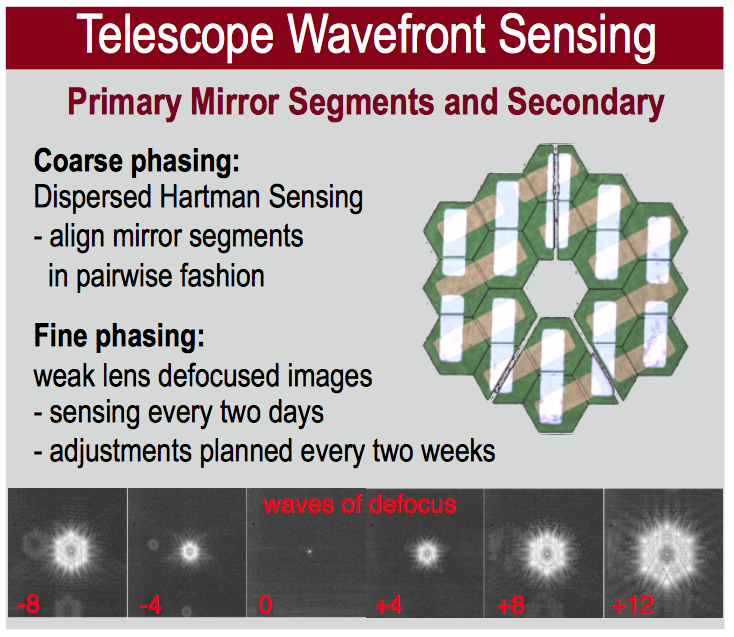 Telescope Wavefront Sensing
Primary Mirror Segments and Secondary
Coarse phasing:
Dispersed Hartman Sensing
- align mirror segments
in pairwise fashion
Fine phasing:
weak lens defocused images
- sensing every two days
- adjustments planned every two weeks
waves of defocus
-8
-4
0
+4
+8
+12